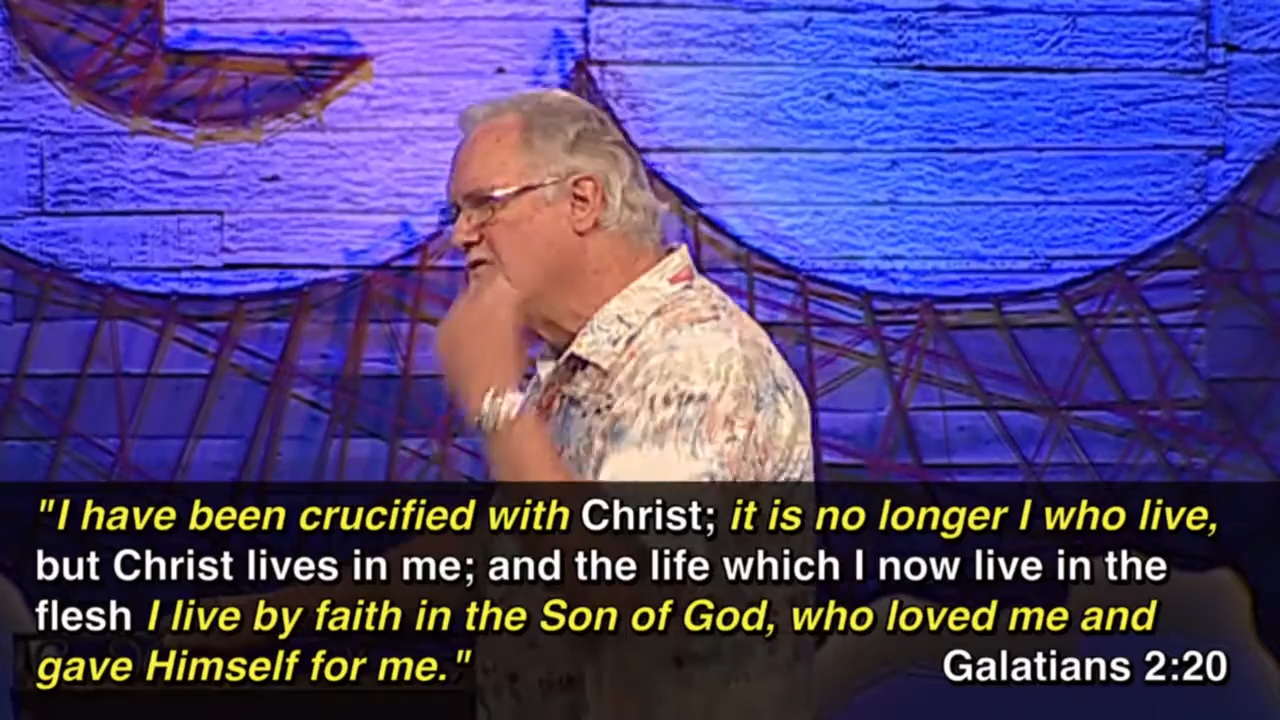 "I have been crucified with Christ; it is no longer I who live,
but Christ lives in me; and the life which I now live in the
flesh I live by faith in the Son of God, who loved me and
gave Himself for me."
Galatians 2:20